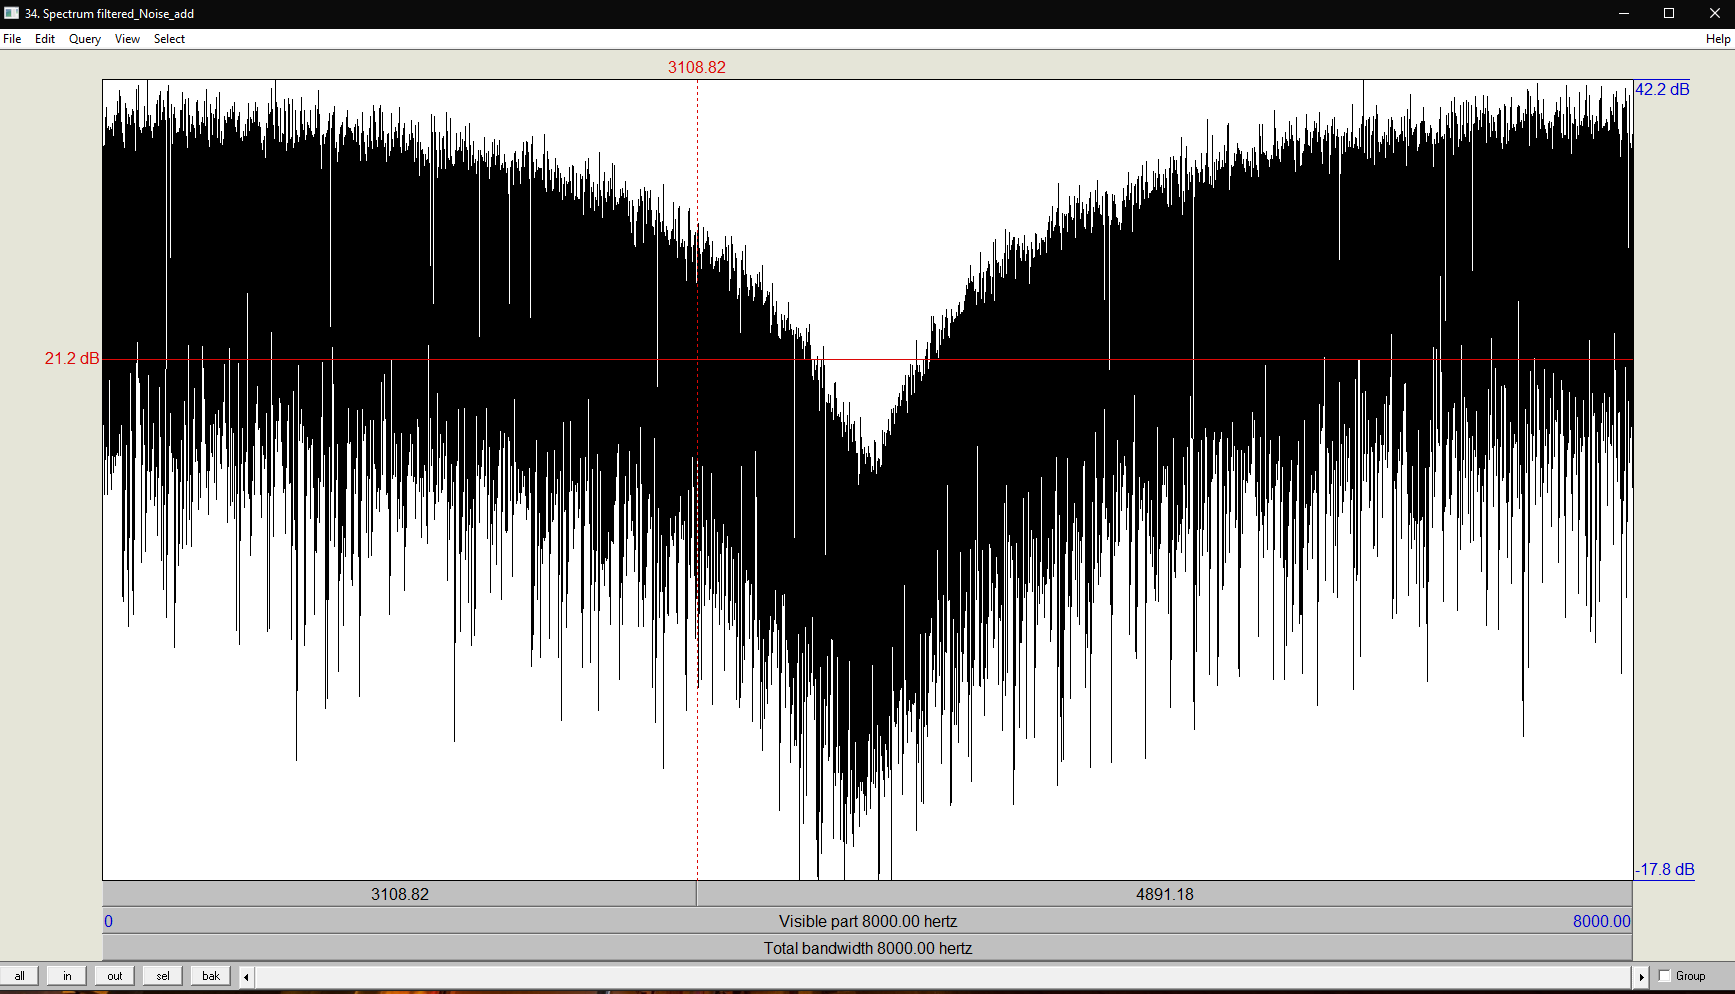 34. Spectrum filtered_Noise_add
File Edit Query View Select Help
3108.82
42.2 dB
21.2 dB
-17.8 dB
3108.82 4891.18
0 Visible part 8000.00 hertz 8000.00
Total bandwidth 8000.00 hertz
all in out sel bak Group